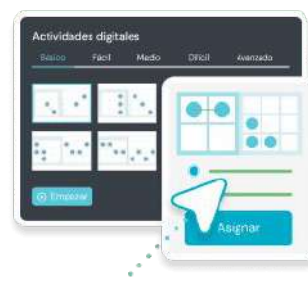 Actividades digitales
Básico Fácil Medio Difícil Avanzado
Empezar
Asignar